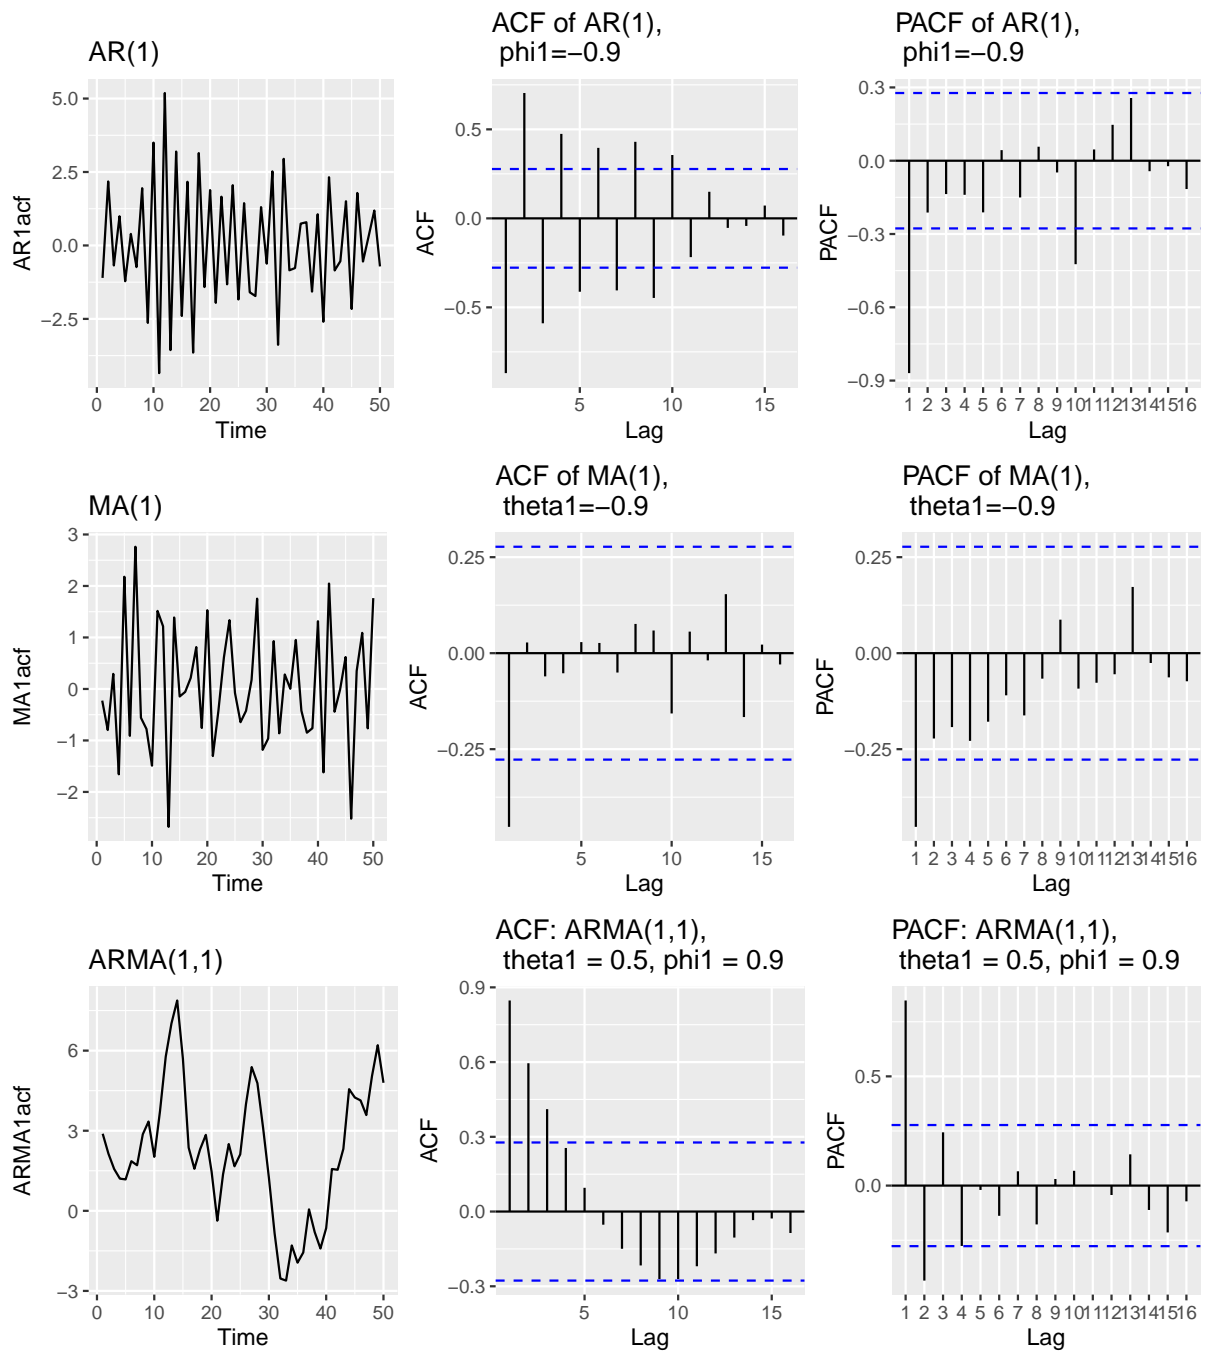 AR(1)
5.0
2.5
0.0
−2.5
AR1acf
0 10 20 30 40 50
Time
ACF of AR(1),
phi1=−0.9
0.5
0.0
−0.5
ACF
5 10 15
Lag
PACF of AR(1),
phi1=−0.9
0.3
0.0
−0.3
−0.6
−0.9
PACF
1 2 3 4 5 6 7 8 9 10 11 12 13 14 15 16
Lag
MA(1)
3
2
1
0
−1
−2
MA1acf
0 10 20 30 40 50
Time
ACF of MA(1),
theta1=−0.9
0.25
0.00
−0.25
ACF
5 10 15
Lag
PACF of MA(1),
theta1=−0.9
0.25
0.00
−0.25
PACF
1 2 3 4 5 6 7 8 9 10 11 12 13 14 15 16
Lag
ARMA(1,1)
6
3
0
−3
ARMA1acf
0 10 20 30 40 50
Time
ACF: ARMA(1,1),
theta1 = 0.5, phi1 = 0.9
0.9
0.6
0.3
0.0
−0.3
ACF
5 10 15
Lag
PACF: ARMA(1,1),
theta1 = 0.5, phi1 = 0.9
0.5
0.0
PACF
1 2 3 4 5 6 7 8 9 10 11 12 13 14 15 16
Lag